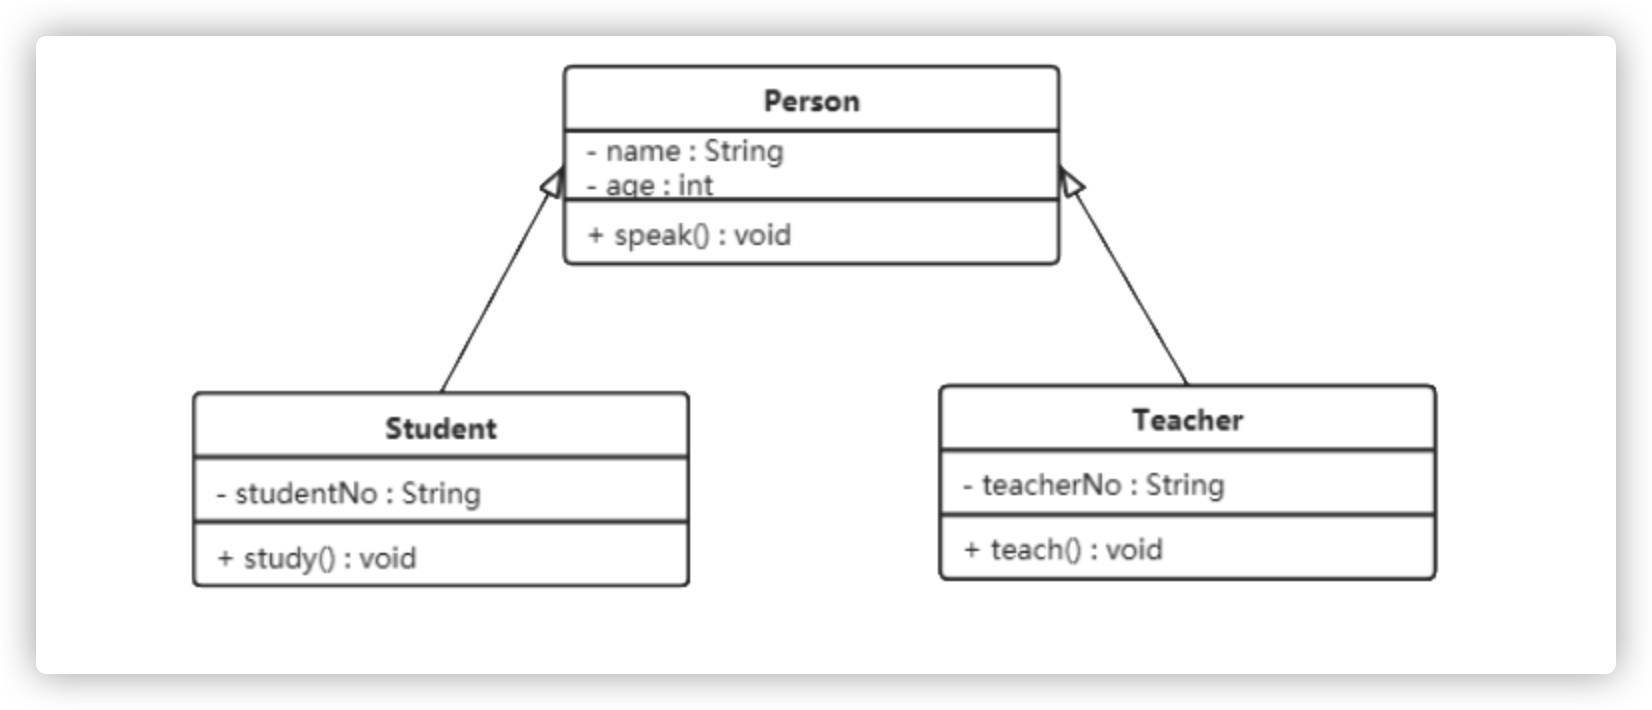 Person
- name : String
- age : int
+ speak() : void
Student
- studentNo : String
+ study() : void
Teacher
- teacherNo : String
+ teach() : void